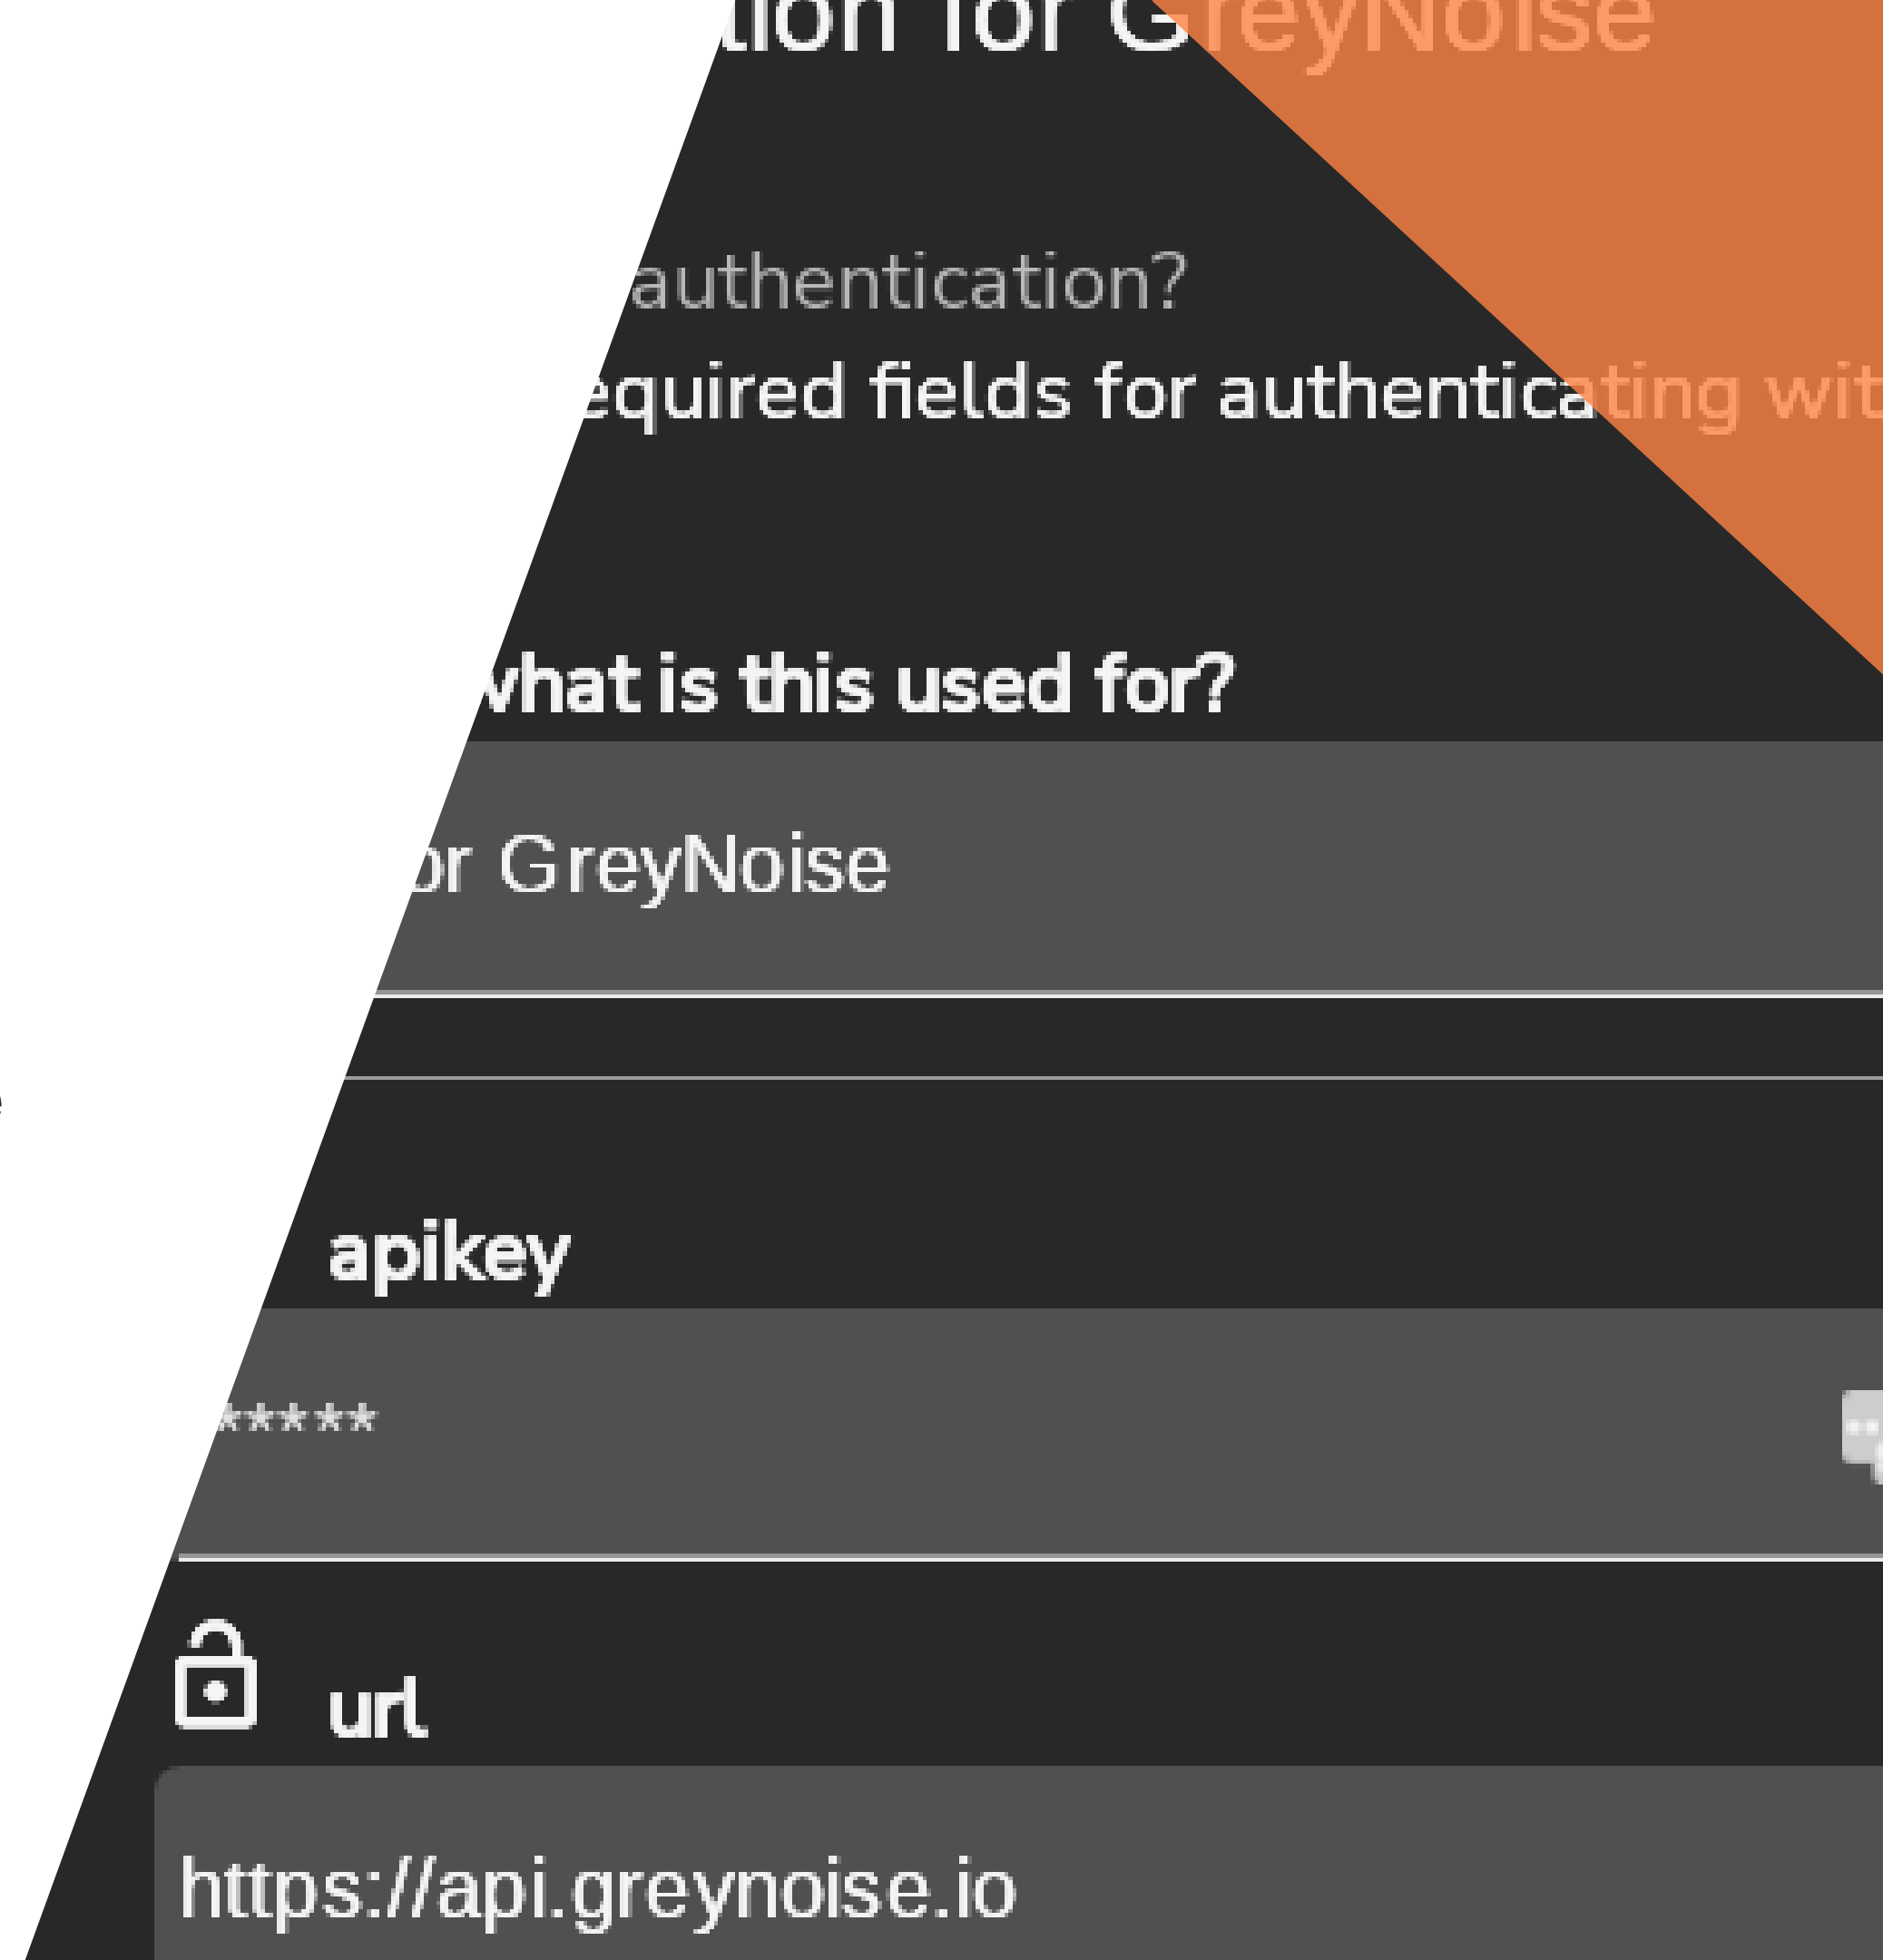 tion for GreyNoise
authentication?
equired fields for authenticating wit
what is this used for?
or GreyNoise
apikey
*****
url
https://api.greynoise.io